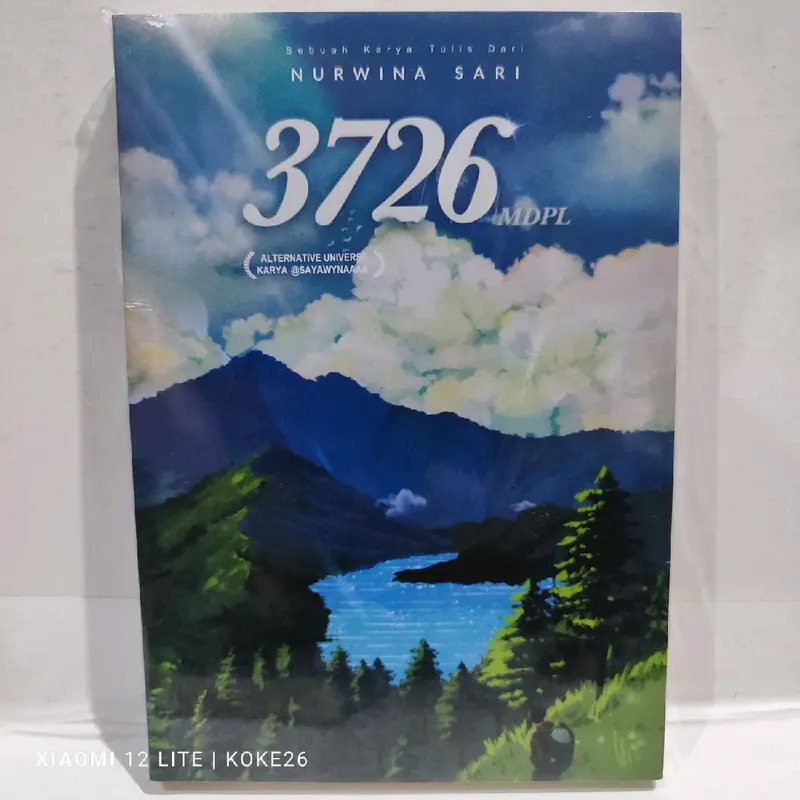 Sebuah Karya Tulis Dari
NURWINA SARI
3726 MDPL
ALTERNATIVE UNIVERSE
KARYA @SAYAWYNAAAA
XIAOMI 12 LITE | KOKE26